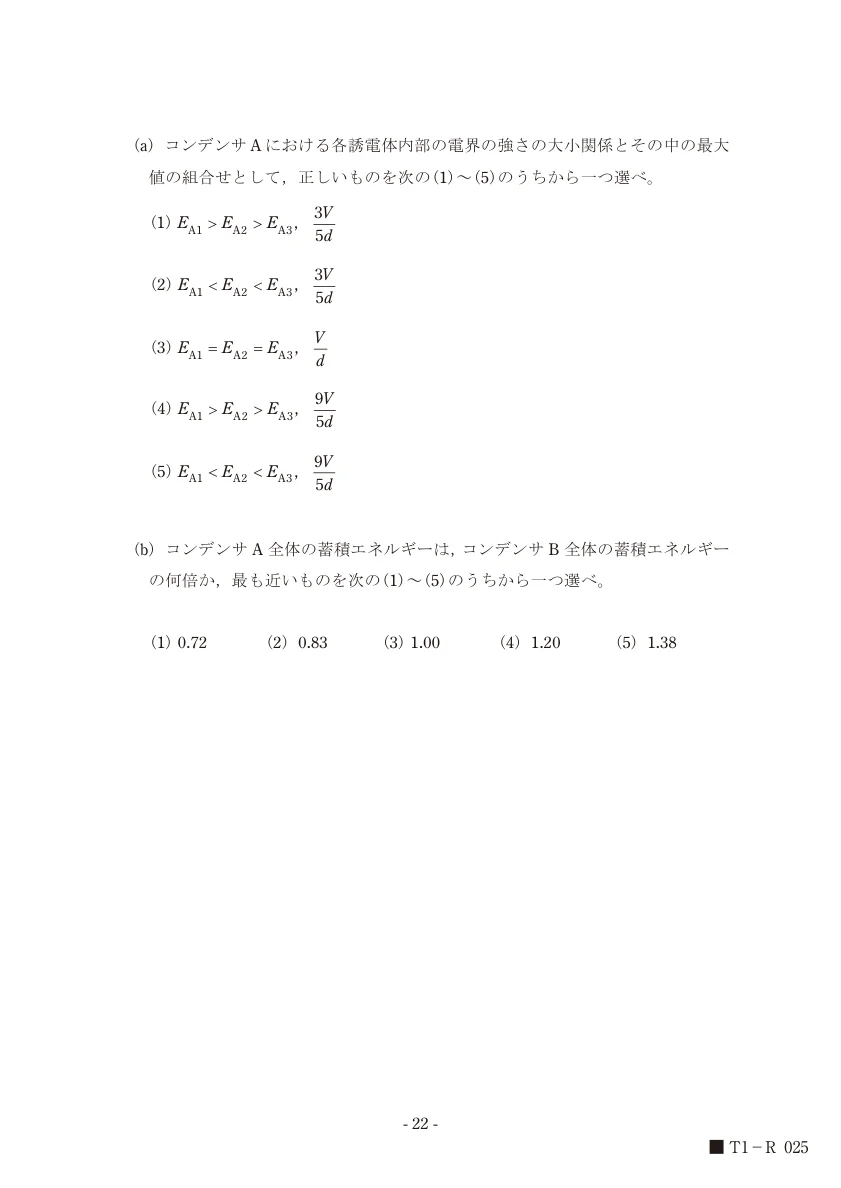 (a) コンデンサ A における各誘電体内部の電界の強さの大小関係とその中の最大
値の組合せとして，正しいものを次の(1)～(5)のうちから一つ選べ。
(1) E_A1 > E_A2 > E_A3， 3V/5d
(2) E_A1 < E_A2 < E_A3， 3V/5d
(3) E_A1 = E_A2 = E_A3， V/d
(4) E_A1 > E_A2 > E_A3， 9V/5d
(5) E_A1 < E_A2 < E_A3， 9V/5d
(b) コンデンサ A 全体の蓄積エネルギーは，コンデンサ B 全体の蓄積エネルギー
の何倍か，最も近いものを次の(1)～(5)のうちから一つ選べ。
(1) 0.72 (2) 0.83 (3) 1.00 (4) 1.20 (5) 1.38
- 22 -
■ T1－R 025